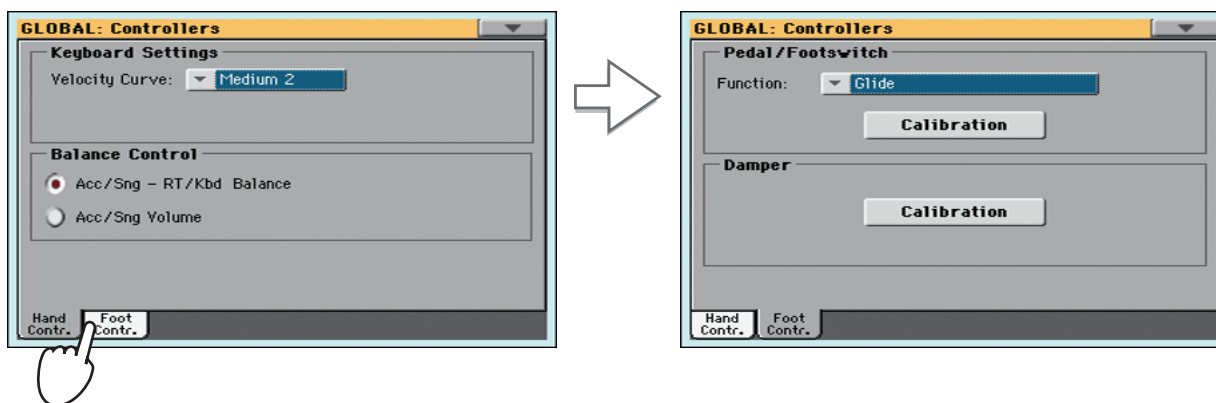 GLOBAL: Controllers
Keyboard Settings
Velocity Curve: Medium 2
Balance Control
Acc/Sng - RT/Kbd Balance
Acc/Sng Volume
Hand Contr.
Foot Contr.
GLOBAL: Controllers
Pedal/Footswitch
Function: Glide
Calibration
Damper
Calibration
Hand Contr.
Foot Contr.